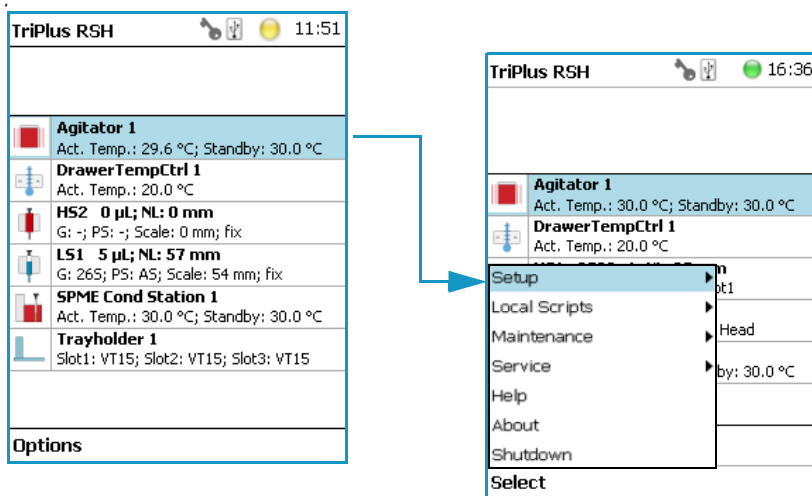 TriPlus RSH 11:51
Agitator 1
Act. Temp.: 29.6 °C; Standby: 30.0 °C
DrawerTempCtrl 1
Act. Temp.: 20.0 °C
HS2 0 µL; NL: 0 mm
G: -; PS: -; Scale: 0 mm; fix
LS1 5 µL; NL: 57 mm
G: 26S; PS: AS; Scale: 54 mm; fix
SPME Cond Station 1
Act. Temp.: 30.0 °C; Standby: 30.0 °C
Trayholder 1
Slot1: VT15; Slot2: VT15; Slot3: VT15
Options
TriPlus RSH 16:36
Agitator 1
Act. Temp.: 30.0 °C; Standby: 30.0 °C
DrawerTempCtrl 1
Act. Temp.: 20.0 °C
Setup
Local Scripts
Maintenance
Head
Service
by: 30.0 °C
Help
About
Shutdown
Select